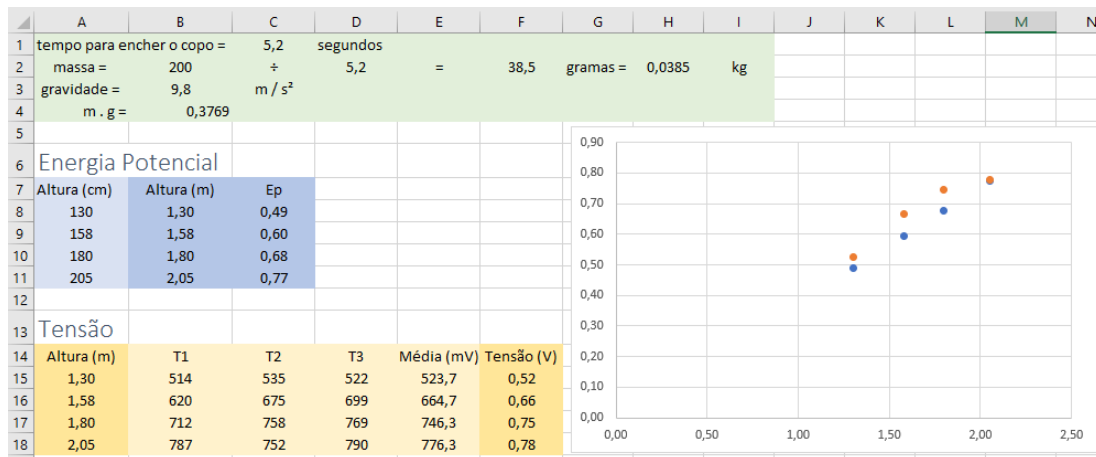 A B C D E F G H I J K L M N
1 tempo para encher o copo = 5,2 segundos
2 massa = 200 ÷ 5,2 = 38,5 gramas = 0,0385 kg
3 gravidade = 9,8 m / s²
4 m . g = 0,3769
5
6 Energia Potencial
7 Altura (cm) Altura (m) Ep
8 130 1,30 0,49
9 158 1,58 0,60
10 180 1,80 0,68
11 205 2,05 0,77
12
13 Tensão
14 Altura (m) T1 T2 T3 Média (mV) Tensão (V)
15 1,30 514 535 522 523,7 0,52
16 1,58 620 675 699 664,7 0,66
17 1,80 712 758 769 746,3 0,75
18 2,05 787 752 790 776,3 0,78
0,90
0,80
0,70
0,60
0,50
0,40
0,30
0,20
0,10
0,00
0,00 0,50 1,00 1,50 2,00 2,50